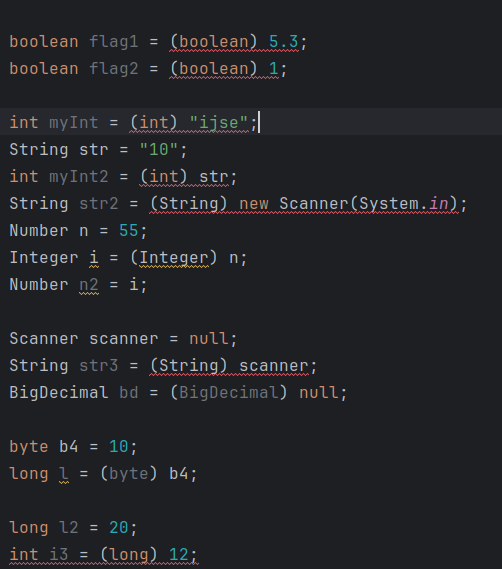 boolean flag1 = (boolean) 5.3;
boolean flag2 = (boolean) 1;
int myInt = (int) "ijse";
String str = "10";
int myInt2 = (int) str;
String str2 = (String) new Scanner(System.in);
Number n = 55;
Integer i = (Integer) n;
Number n2 = i;
Scanner scanner = null;
String str3 = (String) scanner;
BigDecimal bd = (BigDecimal) null;
byte b4 = 10;
long l = (byte) b4;
long l2 = 20;
int i3 = (long) 12;